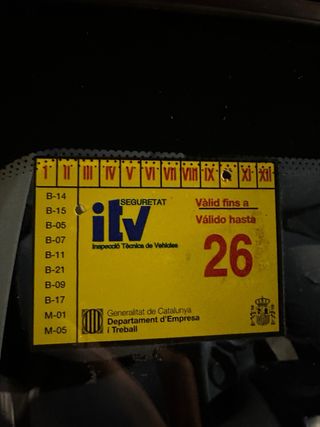 I II III IV V VI VII VIII IX XI XII
B-14
B-15
B-05
B-07
B-11
B-21
B-09
B-17
M-01
M-05
SEGURETAT
itv
Inspecció Tècnica de Vehicles
Vàlid fins a
Válido hasta
26
Generalitat de Catalunya
Departament d'Empresa
i Treball